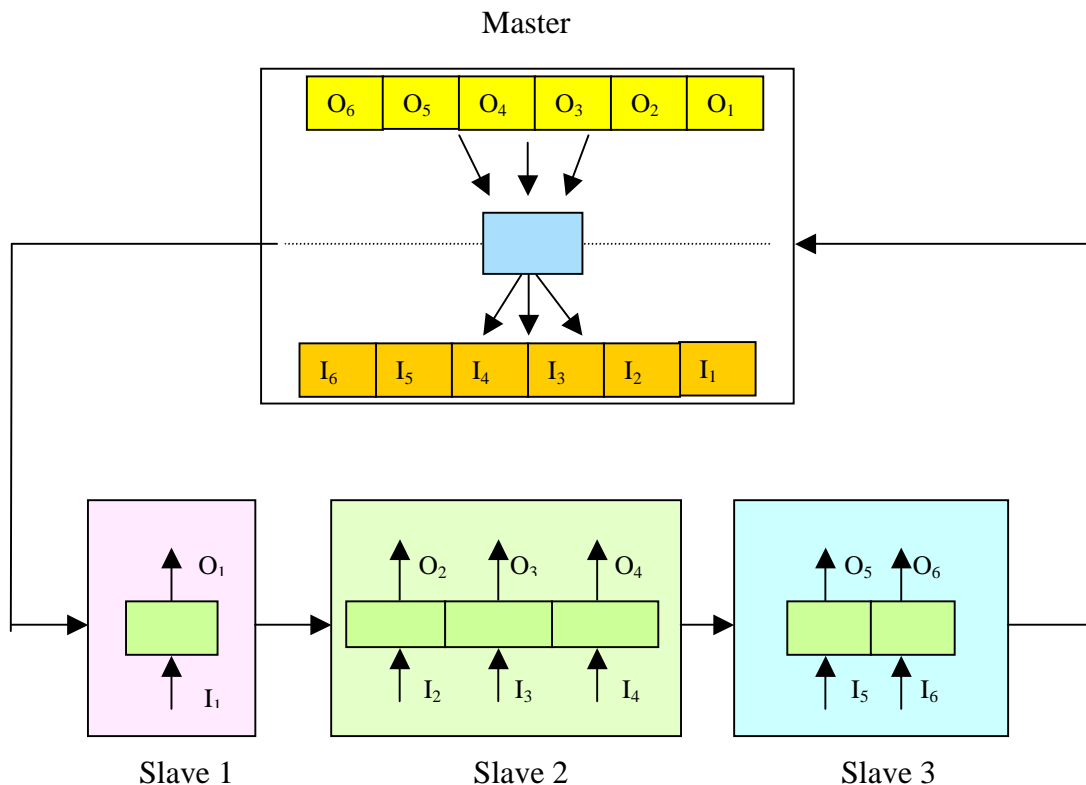 Master
O₆ O₅ O₄ O₃ O₂ O₁
I₆ I₅ I₄ I₃ I₂ I₁
O₁ O₂ O₃ O₄ O₅ O₆
I₁ I₂ I₃ I₄ I₅ I₆
Slave 1 Slave 2 Slave 3